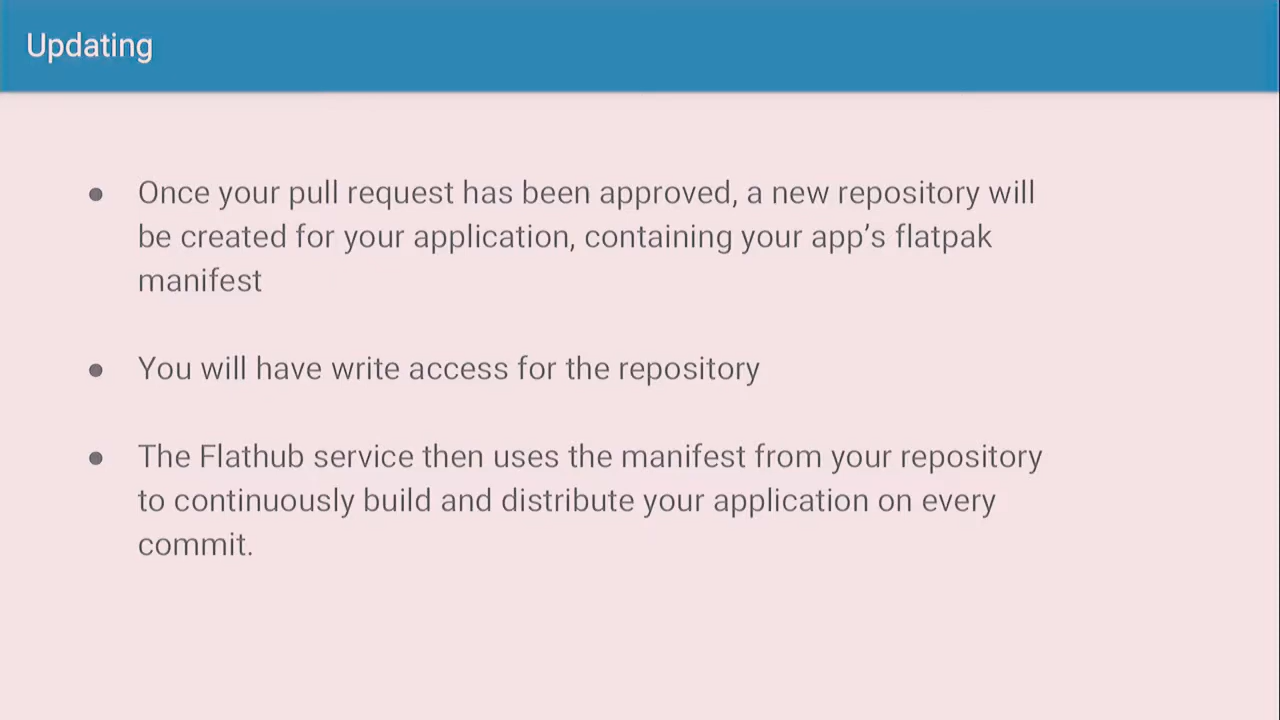 Updating
● Once your pull request has been approved, a new repository will
be created for your application, containing your app’s flatpak
manifest
● You will have write access for the repository
● The Flathub service then uses the manifest from your repository
to continuously build and distribute your application on every
commit.